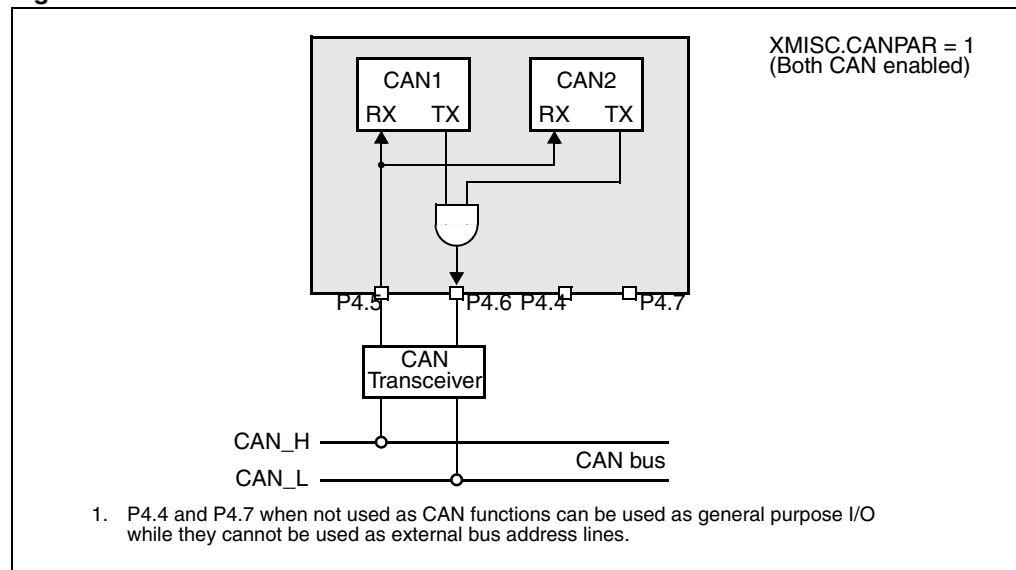 XMISC.CANPAR = 1
(Both CAN enabled)
CAN1
CAN2
RX TX
RX TX
P4.5
P4.6
P4.4
P4.7
CAN
Transceiver
CAN_H
CAN bus
CAN_L
1. P4.4 and P4.7 when not used as CAN functions can be used as general purpose I/O
while they cannot be used as external bus address lines.